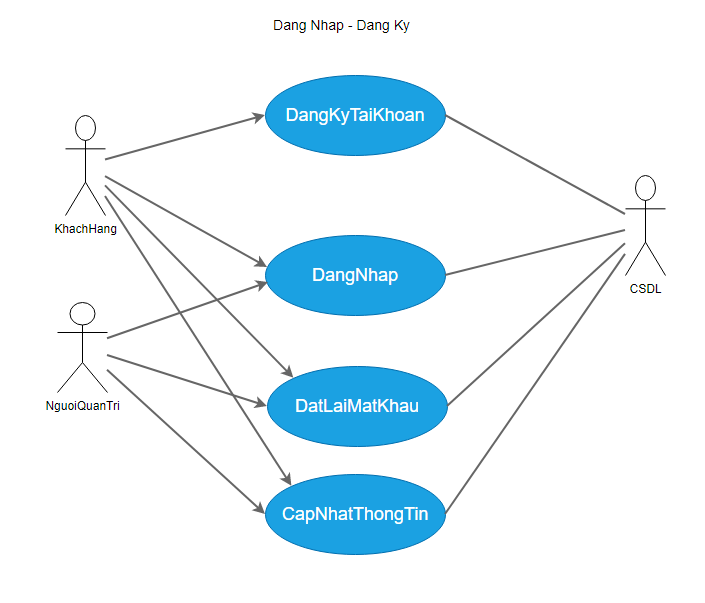 Dang Nhap - Dang Ky
DangKyTaiKhoan
KhachHang
DangNhap
CSDL
NguoiQuanTri
DatLaiMatKhau
CapNhatThongTin